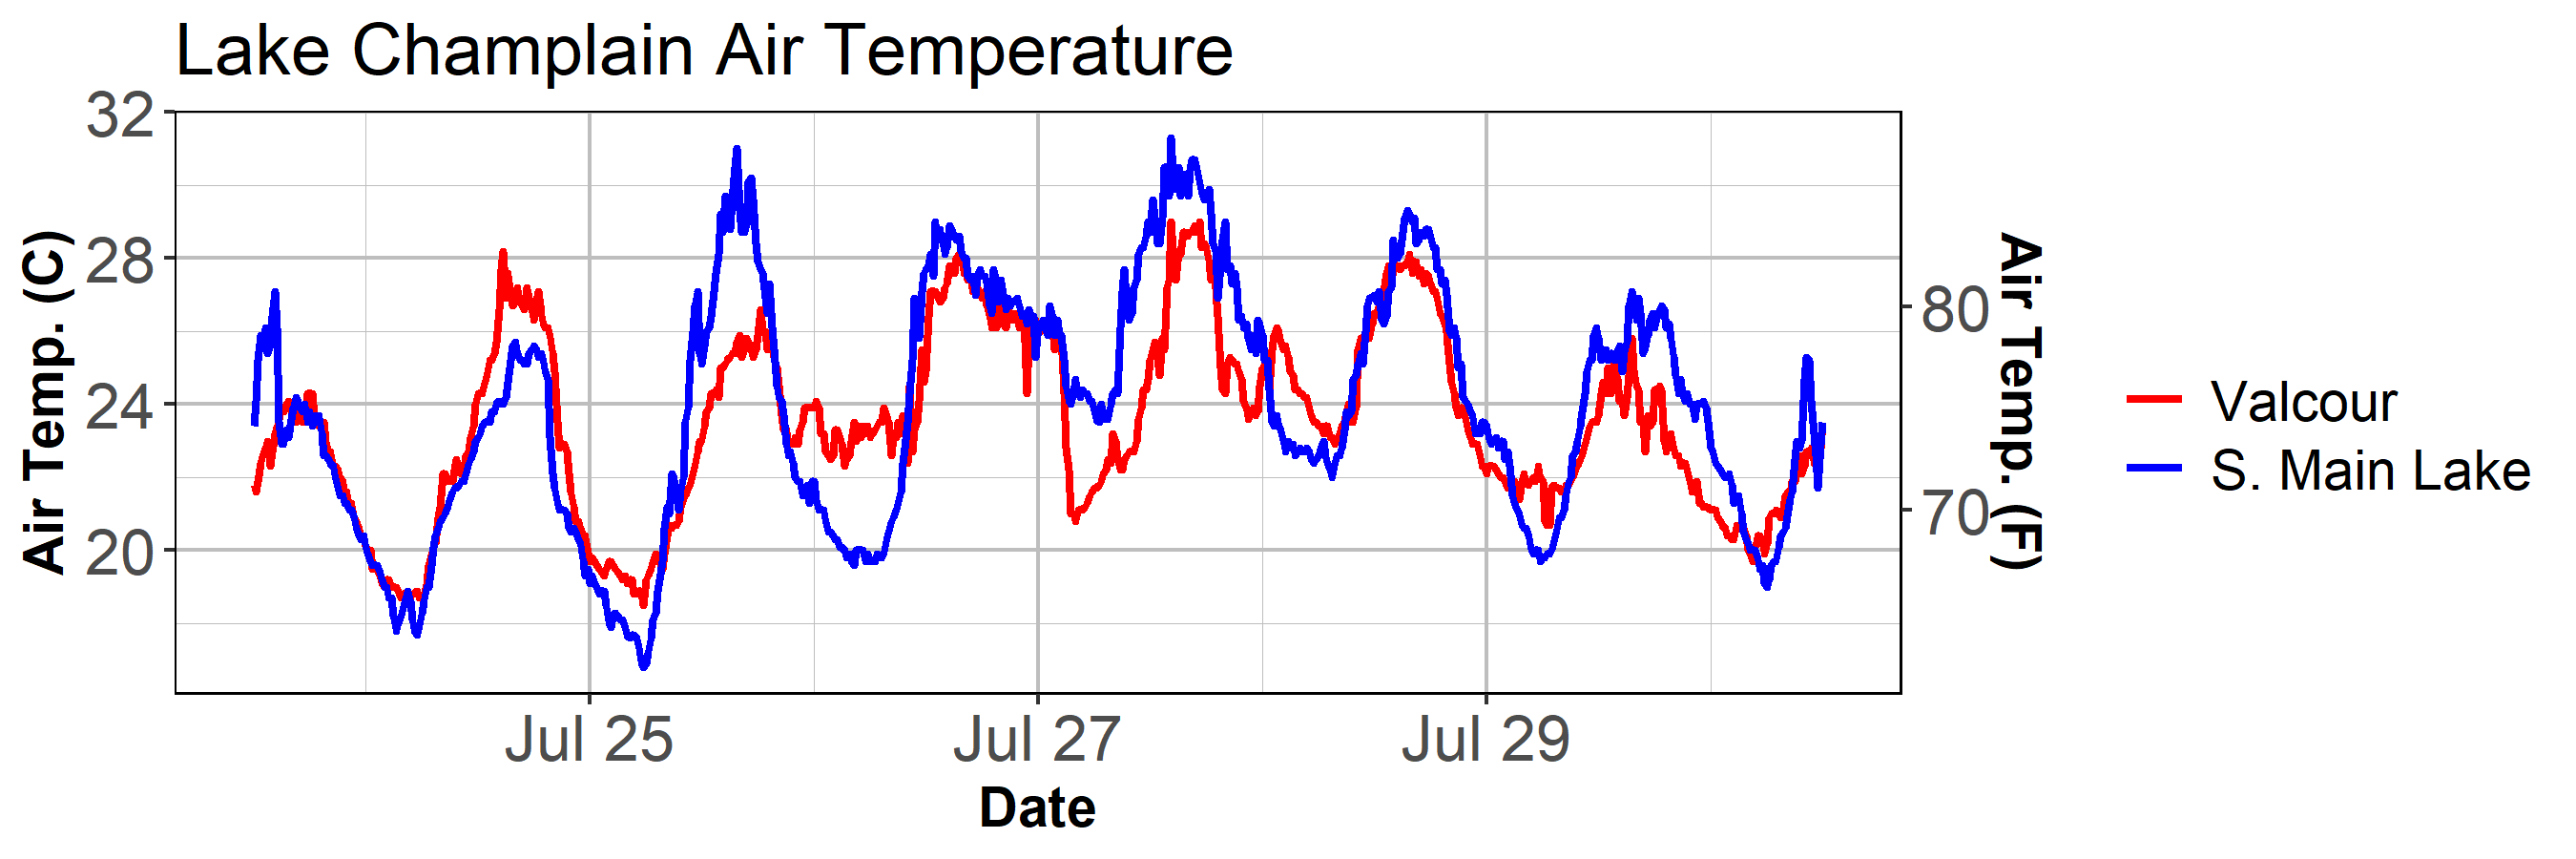 Lake Champlain Air Temperature
32
28
24
20
Air Temp. (C)
80
70
Air Temp. (F)
Jul 25
Jul 27
Jul 29
Date
Valcour
S. Main Lake